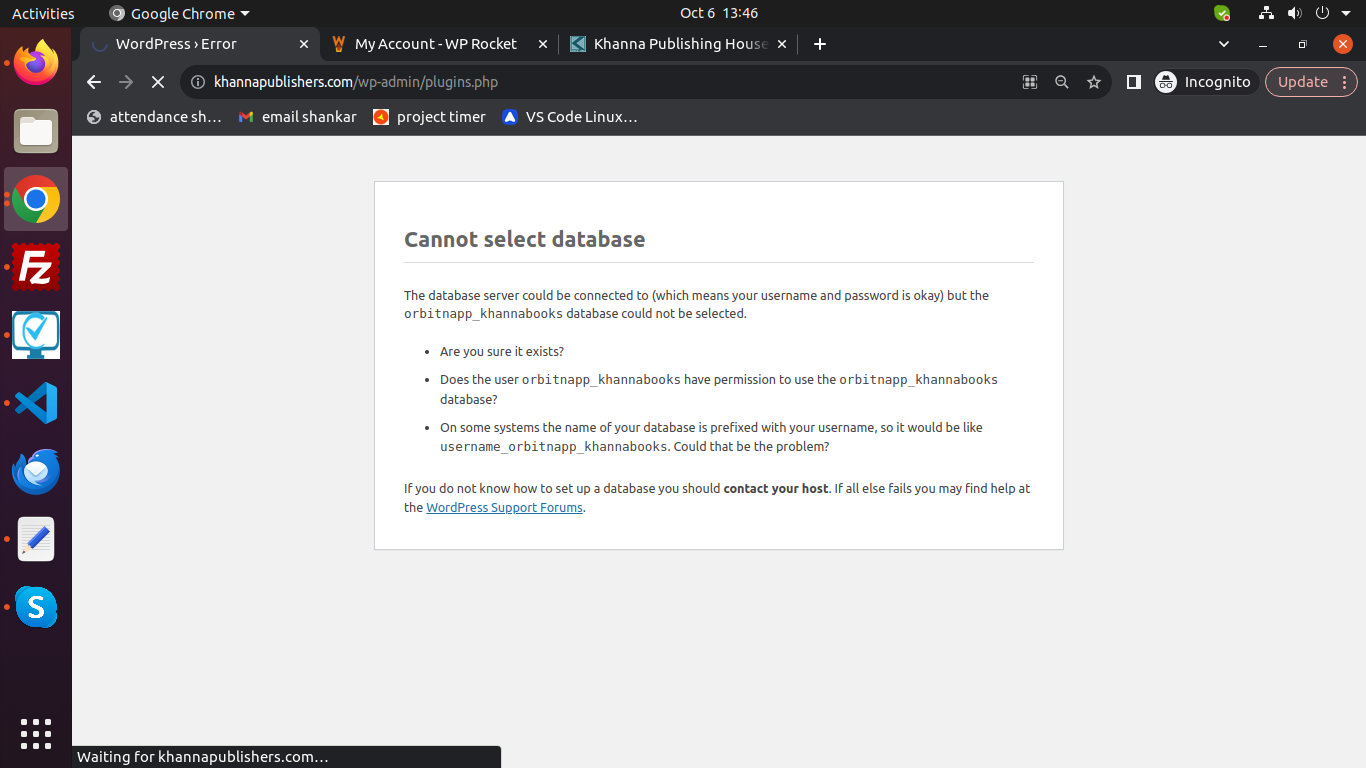 Activities
Google Chrome
Oct 6 13:46
WordPress › Error
My Account - WP Rocket
Khanna Publishing House
khannapublishers.com/wp-admin/plugins.php
Incognito
Update
attendance sh…
email shankar
project timer
VS Code Linux…
Cannot select database
The database server could be connected to (which means your username and password is okay) but the
orbitnapp_khannabooks database could not be selected.
• Are you sure it exists?
• Does the user orbitnapp_khannabooks have permission to use the orbitnapp_khannabooks
database?
• On some systems the name of your database is prefixed with your username, so it would be like
username_orbitnapp_khannabooks. Could that be the problem?
If you do not know how to set up a database you should contact your host. If all else fails you may find help at
the WordPress Support Forums.
Waiting for khannapublishers.com…